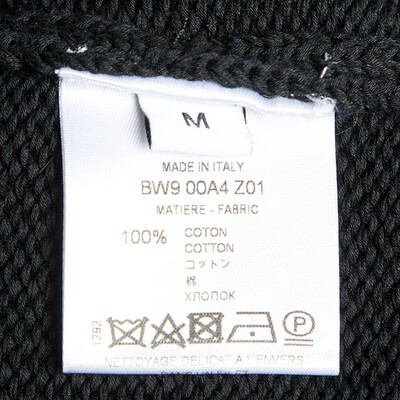 M
MADE IN ITALY
BW9 00A4 Z01
MATIERE - FABRIC
100% COTON
COTTON
コットン
棉
ХЛОПОК
1292
P
NETTOYAGE DELICAT A L'ENVERS